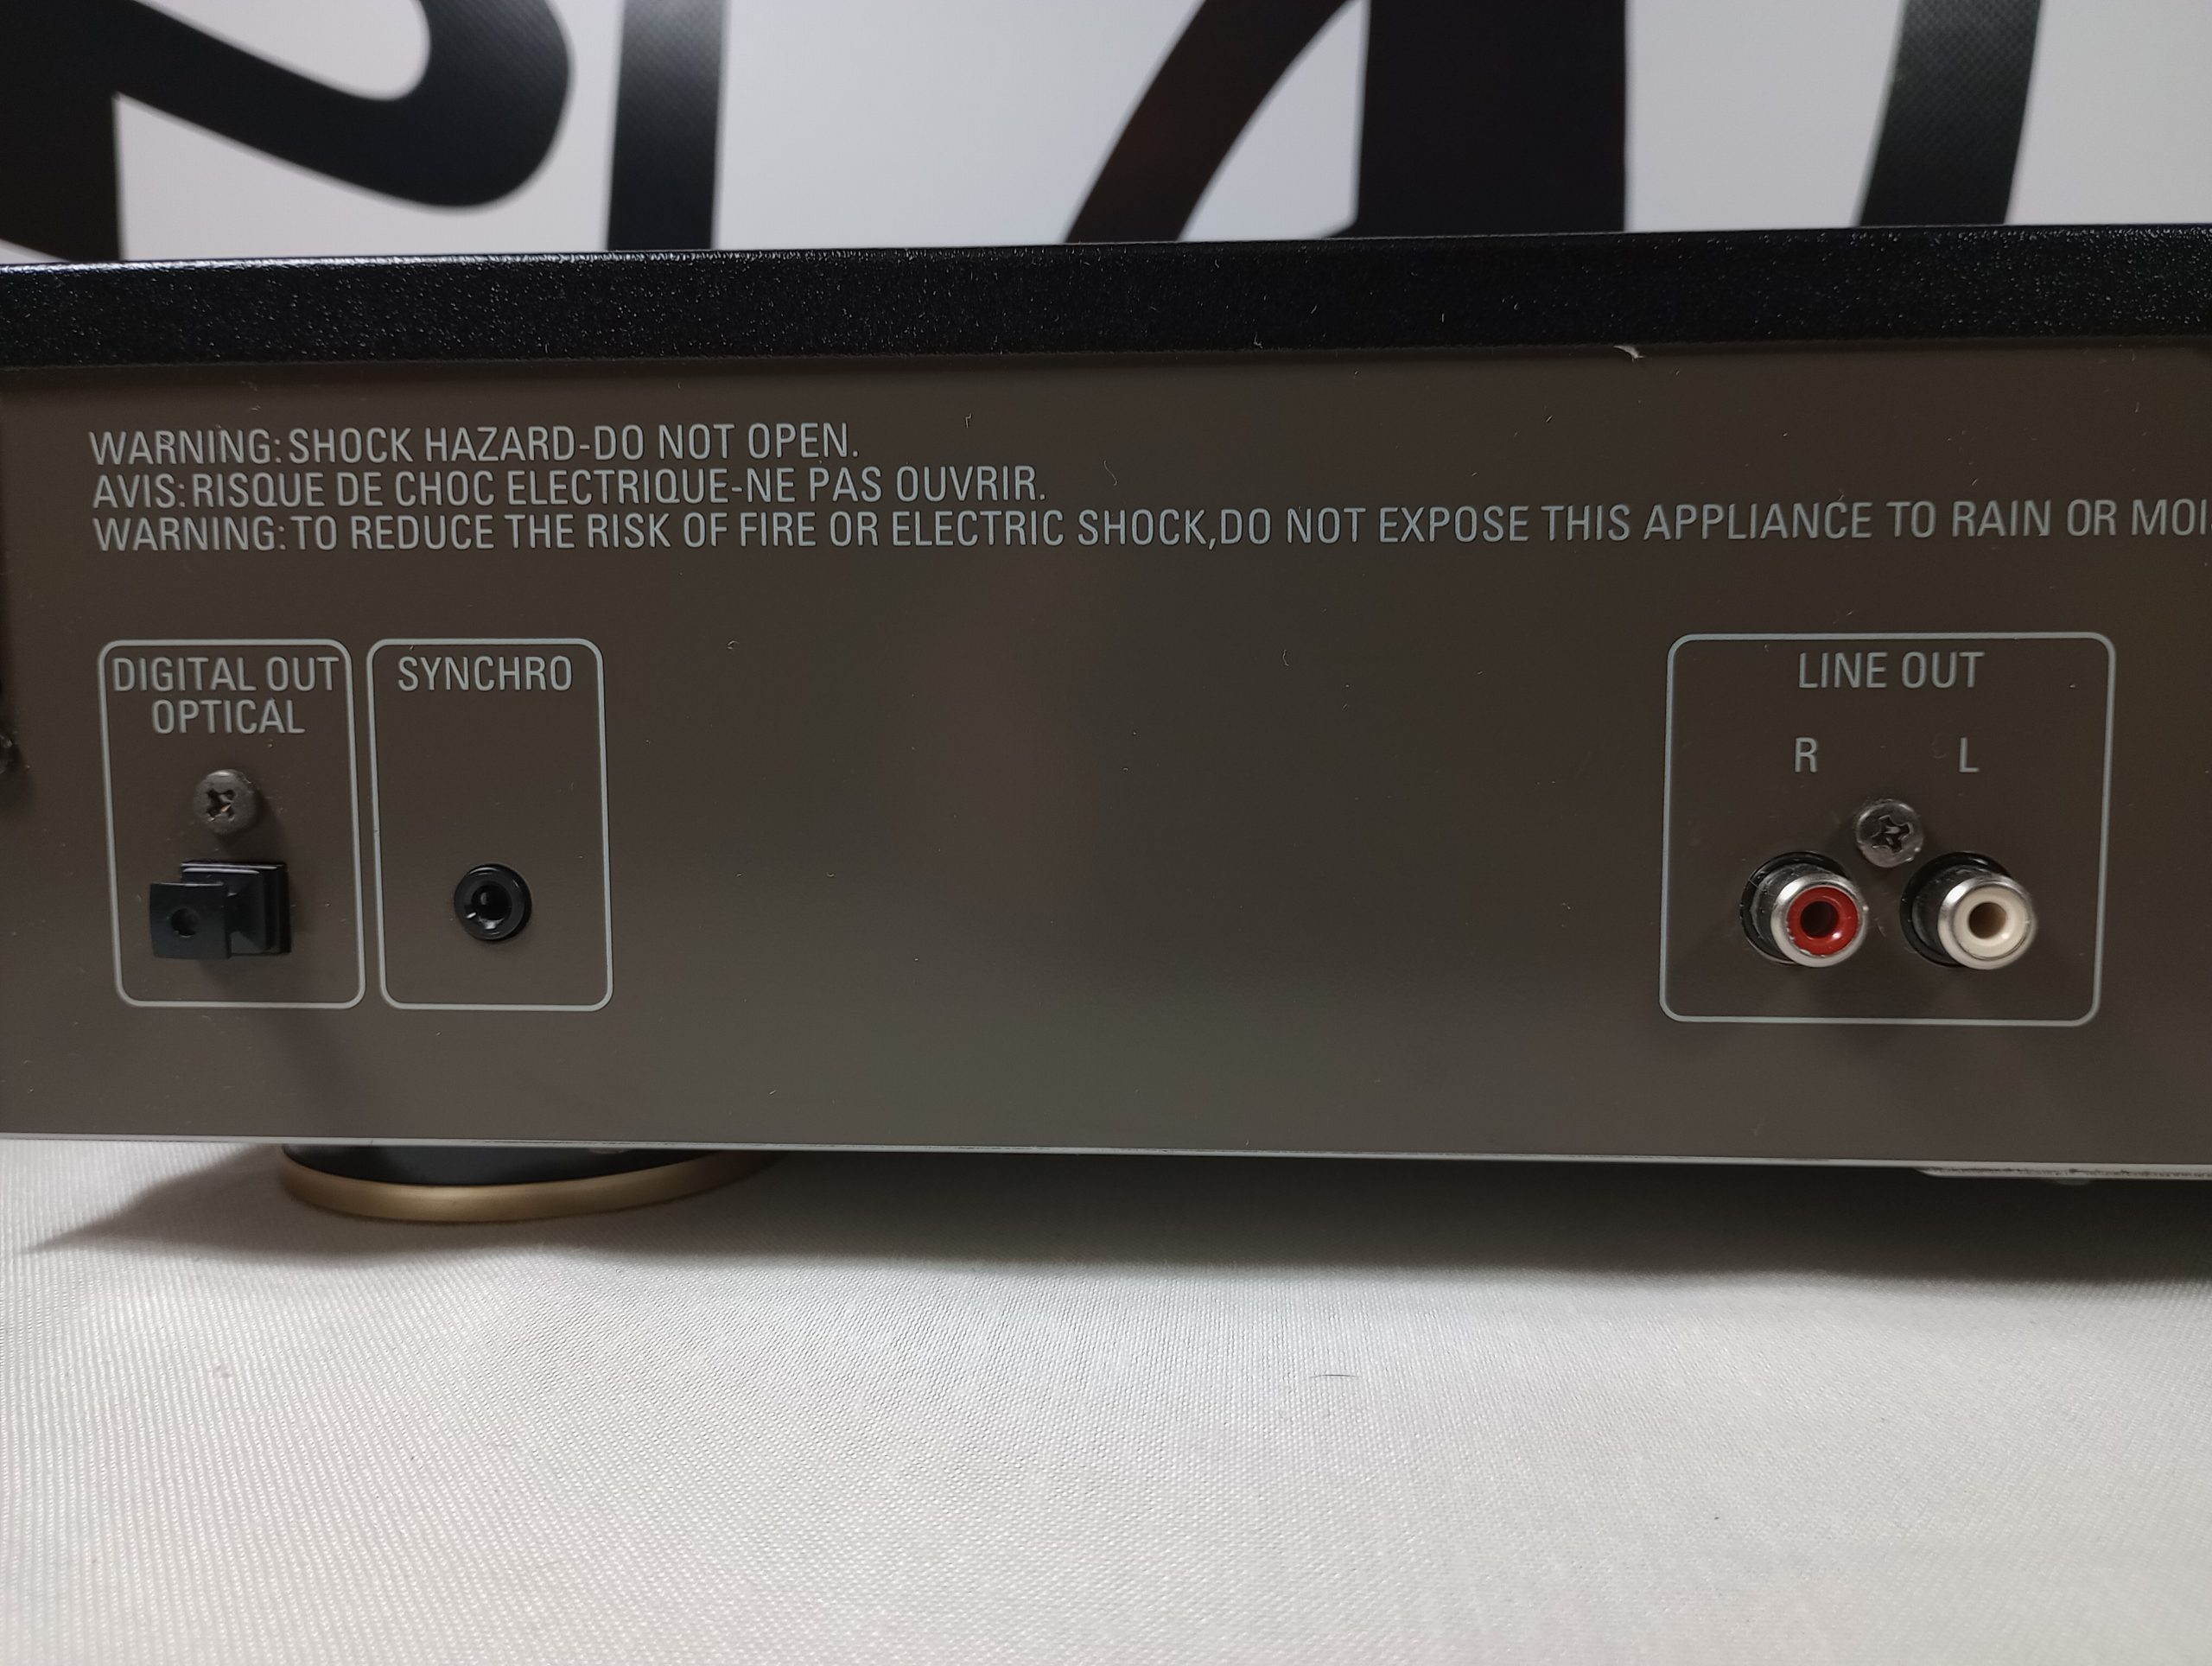 WARNING: SHOCK HAZARD-DO NOT OPEN.
AVIS: RISQUE DE CHOC ELECTRIQUE-NE PAS OUVRIR.
WARNING: TO REDUCE THE RISK OF FIRE OR ELECTRIC SHOCK,DO NOT EXPOSE THIS APPLIANCE TO RAIN OR
DIGITAL OUT
OPTICAL
SYNCHRO
LINE OUT
R L